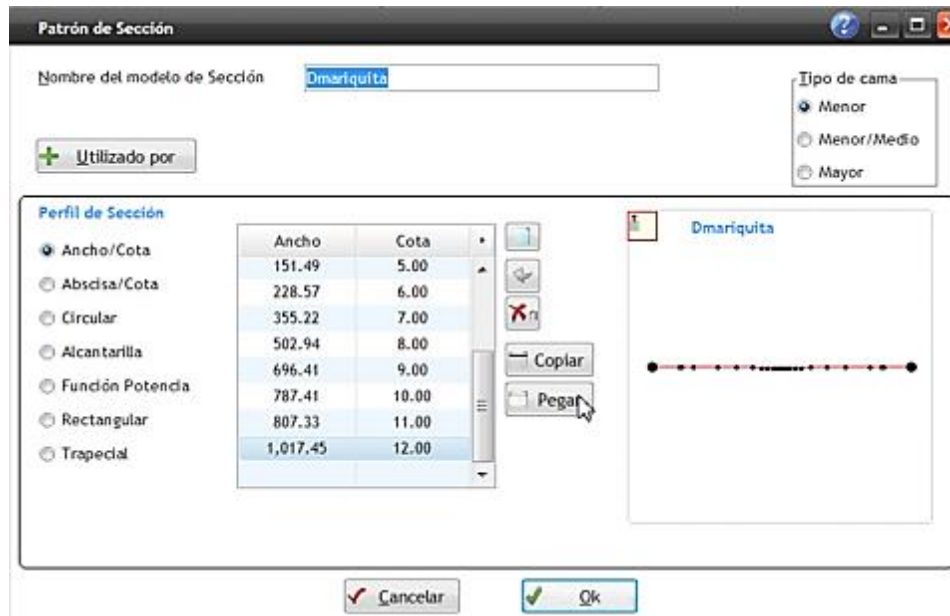 Patrón de Sección
Nombre del modelo de Sección
Dmariquita
Tipo de cama
Menor
Menor/Medio
Mayor
Utilizado por
Perfil de Sección
Ancho/Cota
Abscisa/Cota
Circular
Alcantarilla
Función Potencia
Rectangular
Trapecial
Ancho Cota
151.49 5.00
228.57 6.00
355.22 7.00
502.94 8.00
696.41 9.00
787.41 10.00
807.33 11.00
1,017.45 12.00
Copiar
Pegar
Dmariquita
Cancelar
Ok